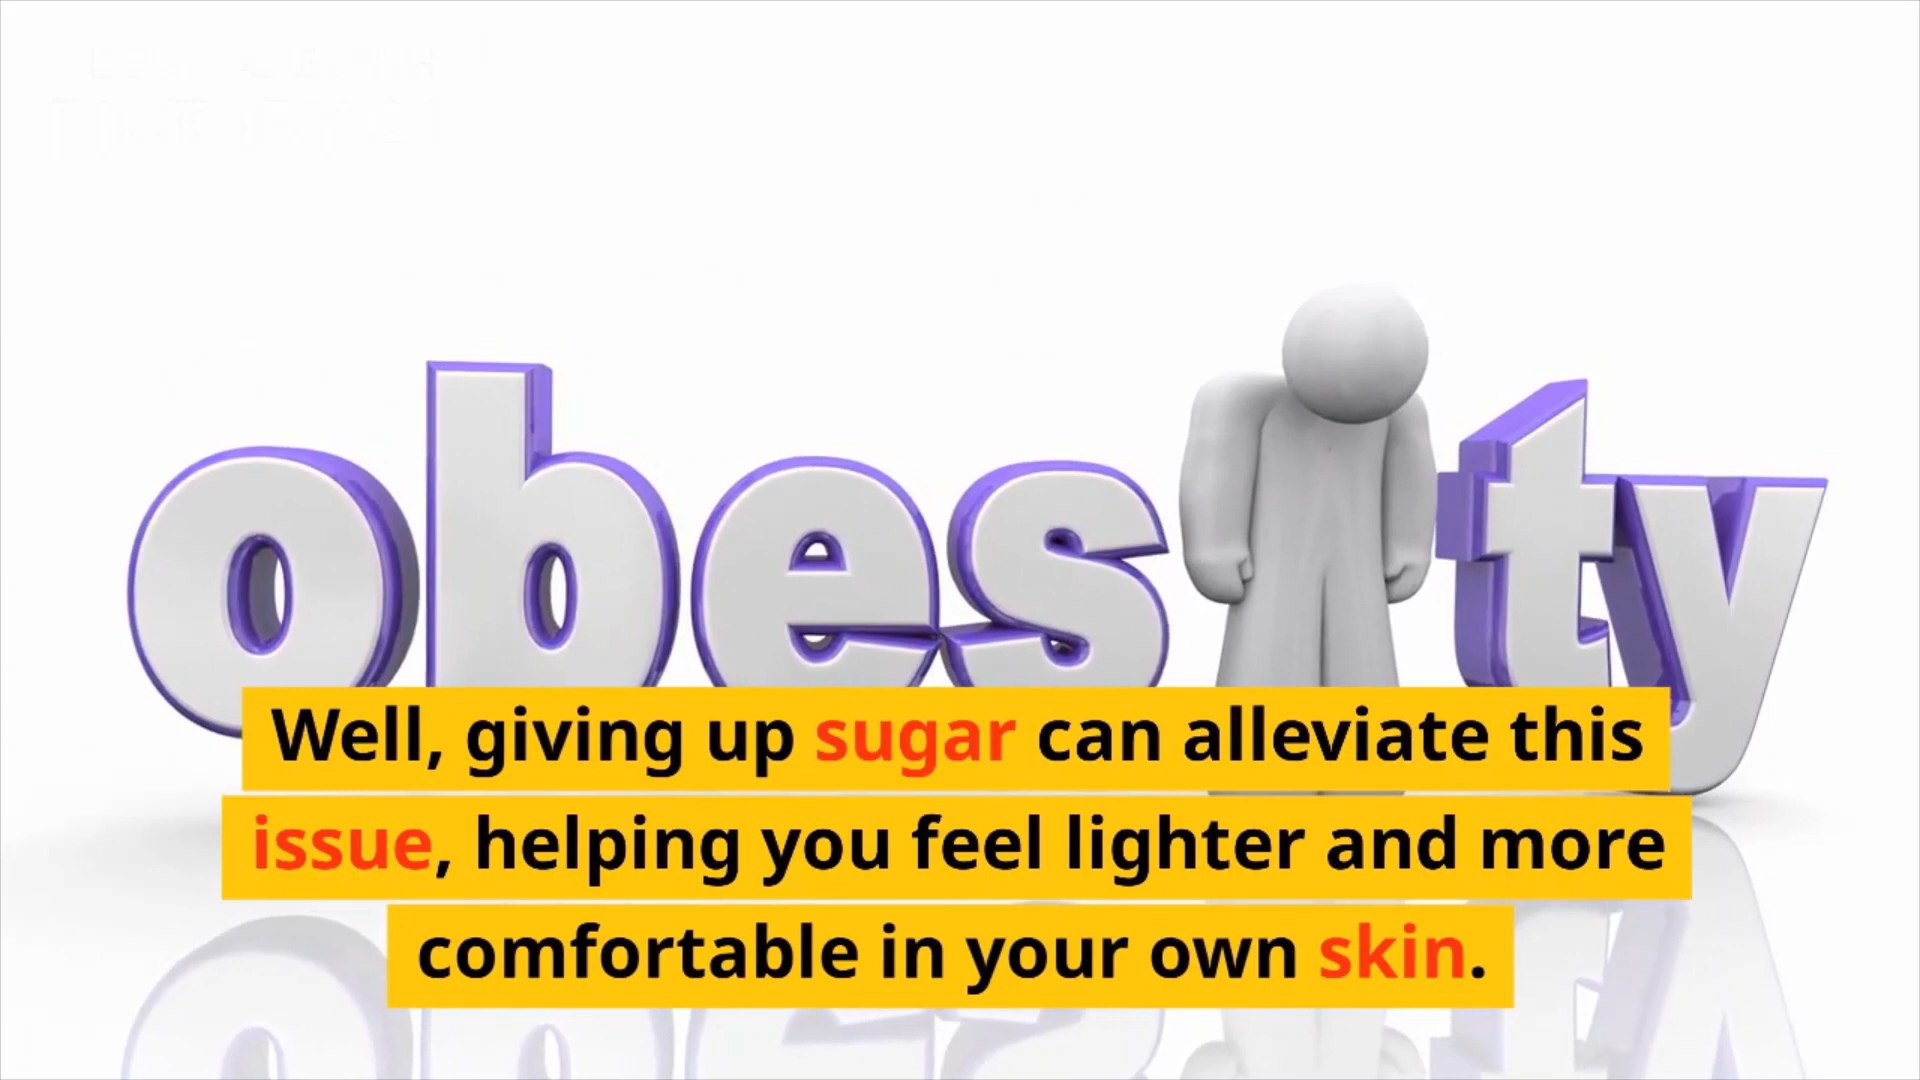 obesity
Well, giving up sugar can alleviate this
issue, helping you feel lighter and more
comfortable in your own skin.